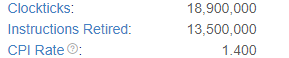 Clockticks: 18,900,000
Instructions Retired: 13,500,000
CPI Rate ?: 1.400